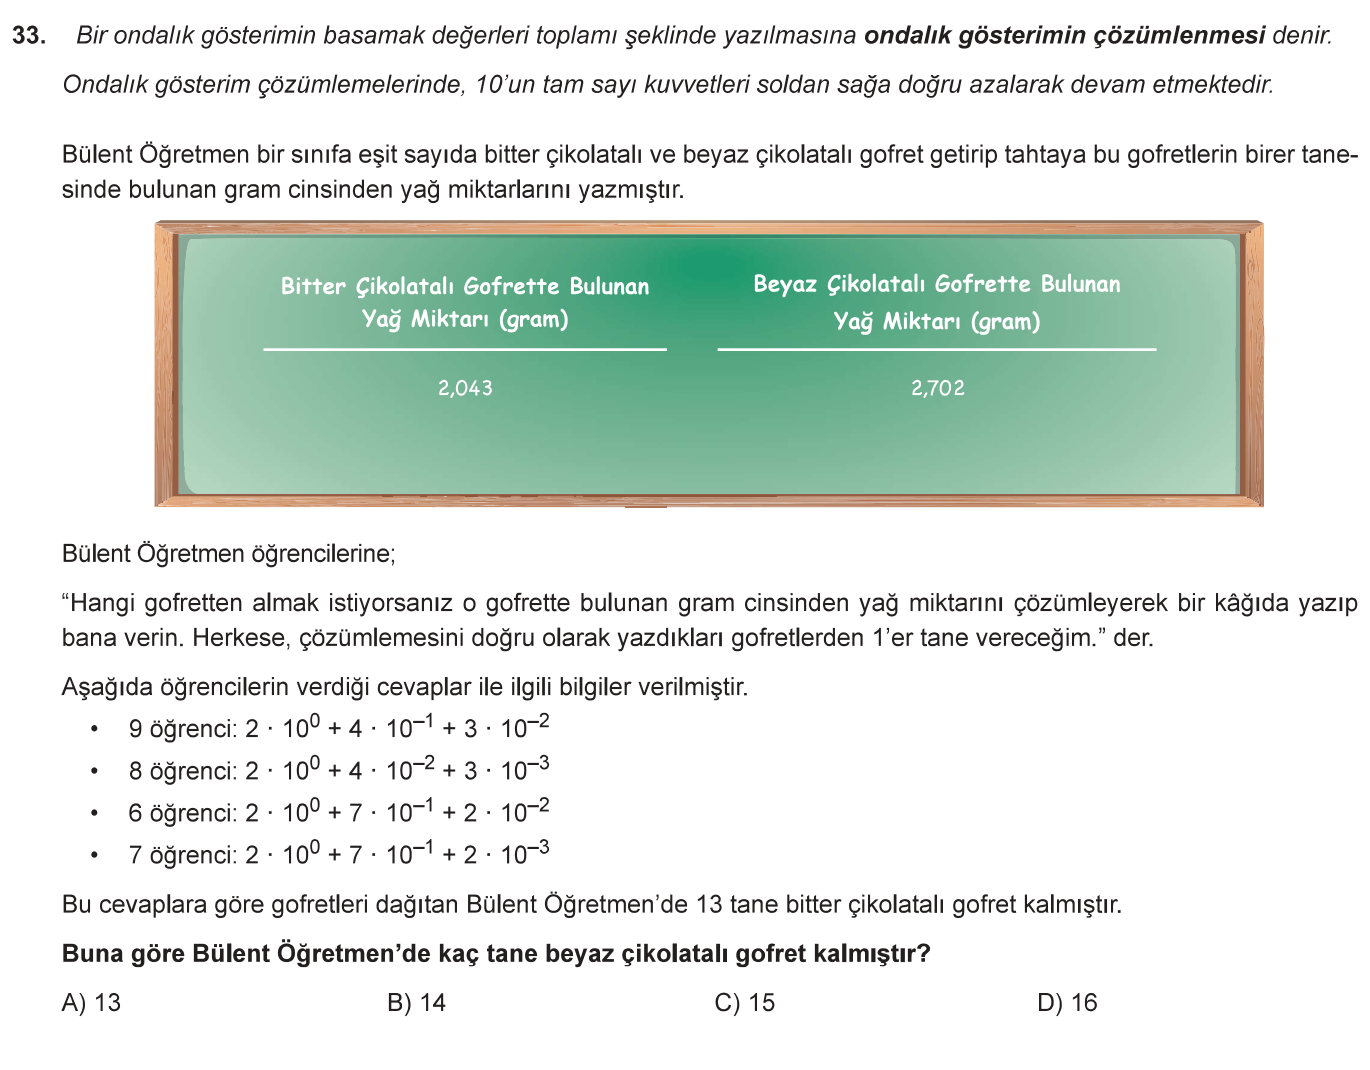 33. Bir ondalık gösterimin basamak değerleri toplamı şeklinde yazılmasına ondalık gösterimin çözümlenmesi denir.
Ondalık gösterim çözümlemelerinde, 10’un tam sayı kuvvetleri soldan sağa doğru azalarak devam etmektedir.
Bülent Öğretmen bir sınıfa eşit sayıda bitter çikolatalı ve beyaz çikolatalı gofret getirip tahtaya bu gofretlerin birer tane-
sinde bulunan gram cinsinden yağ miktarlarını yazmıştır.
Bitter Çikolatalı Gofrette Bulunan
Yağ Miktarı (gram)
2,043
Beyaz Çikolatalı Gofrette Bulunan
Yağ Miktarı (gram)
2,702
Bülent Öğretmen öğrencilerine;
“Hangi gofretten almak istiyorsanız o gofrette bulunan gram cinsinden yağ miktarını çözümleyerek bir kâğıda yazıp
bana verin. Herkese, çözümlemesini doğru olarak yazdıkları gofretlerden 1’er tane vereceğim.” der.
Aşağıda öğrencilerin verdiği cevaplar ile ilgili bilgiler verilmiştir.
• 9 öğrenci: 2 · 10⁰ + 4 · 10⁻¹ + 3 · 10⁻²
• 8 öğrenci: 2 · 10⁰ + 4 · 10⁻² + 3 · 10⁻³
• 6 öğrenci: 2 · 10⁰ + 7 · 10⁻¹ + 2 · 10⁻²
• 7 öğrenci: 2 · 10⁰ + 7 · 10⁻¹ + 2 · 10⁻³
Bu cevaplara göre gofretleri dağıtan Bülent Öğretmen’de 13 tane bitter çikolatalı gofret kalmıştır.
Buna göre Bülent Öğretmen’de kaç tane beyaz çikolatalı gofret kalmıştır?
A) 13 B) 14 C) 15 D) 16